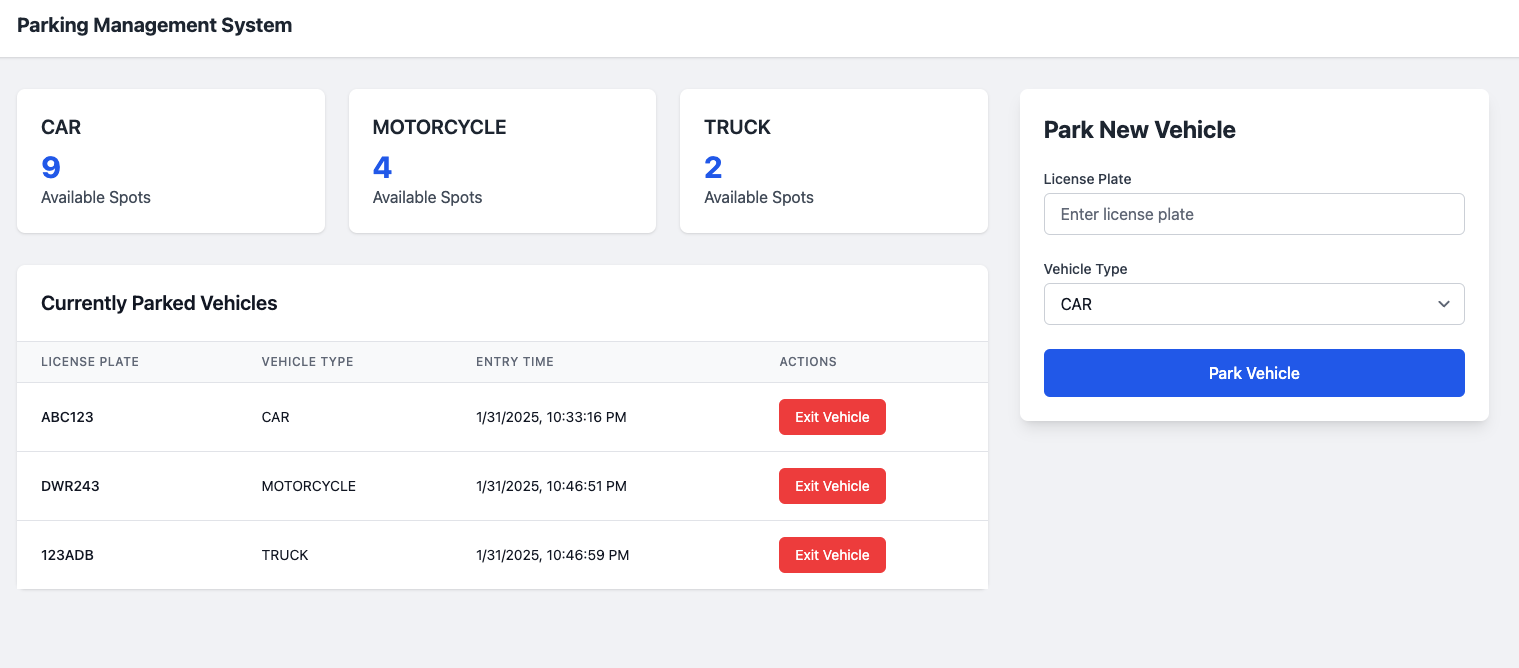 Parking Management System
CAR
9
Available Spots
MOTORCYCLE
4
Available Spots
TRUCK
2
Available Spots
Currently Parked Vehicles
LICENSE PLATE VEHICLE TYPE ENTRY TIME ACTIONS
ABC123 CAR 1/31/2025, 10:33:16 PM Exit Vehicle
DWR243 MOTORCYCLE 1/31/2025, 10:46:51 PM Exit Vehicle
123ADB TRUCK 1/31/2025, 10:46:59 PM Exit Vehicle
Park New Vehicle
License Plate
Enter license plate
Vehicle Type
CAR
Park Vehicle